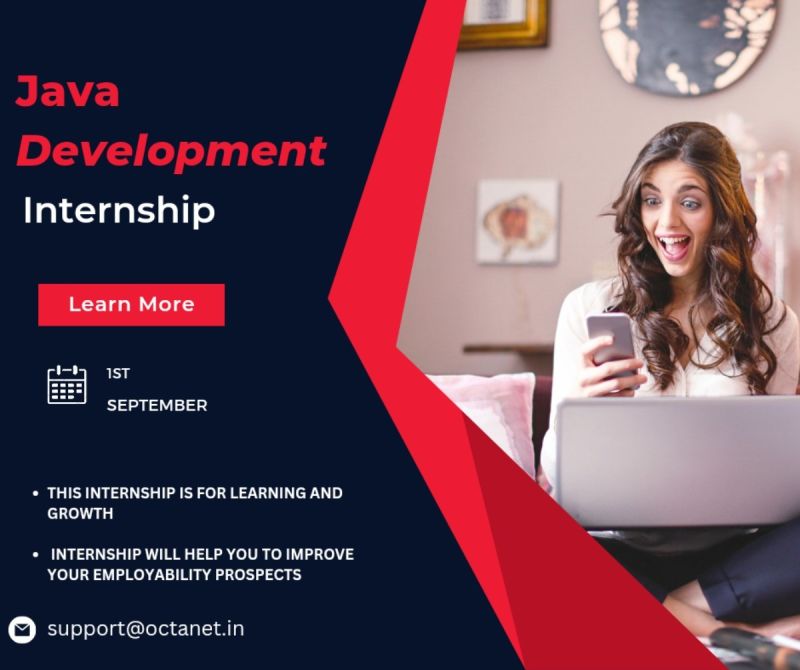 Java
Development
Internship
Learn More
1ST
SEPTEMBER
• THIS INTERNSHIP IS FOR LEARNING AND
GROWTH
• INTERNSHIP WILL HELP YOU TO IMPROVE
YOUR EMPLOYABILITY PROSPECTS
support@octanet.in